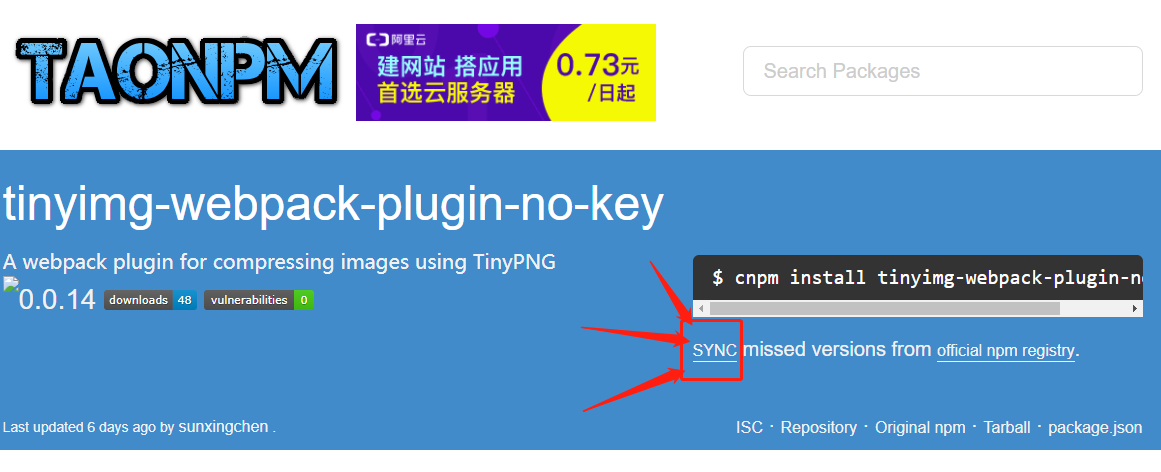 TAONPM
阿里云
建网站 搭应用
首选云服务器
0.73元
/日起
Search Packages
tinyimg-webpack-plugin-no-key
A webpack plugin for compressing images using TinyPNG
0.0.14 downloads 48 vulnerabilities 0
$ cnpm install tinyimg-webpack-plugin-n
SYNC missed versions from official npm registry.
Last updated 6 days ago by sunxingchen .
ISC · Repository · Original npm · Tarball · package.json